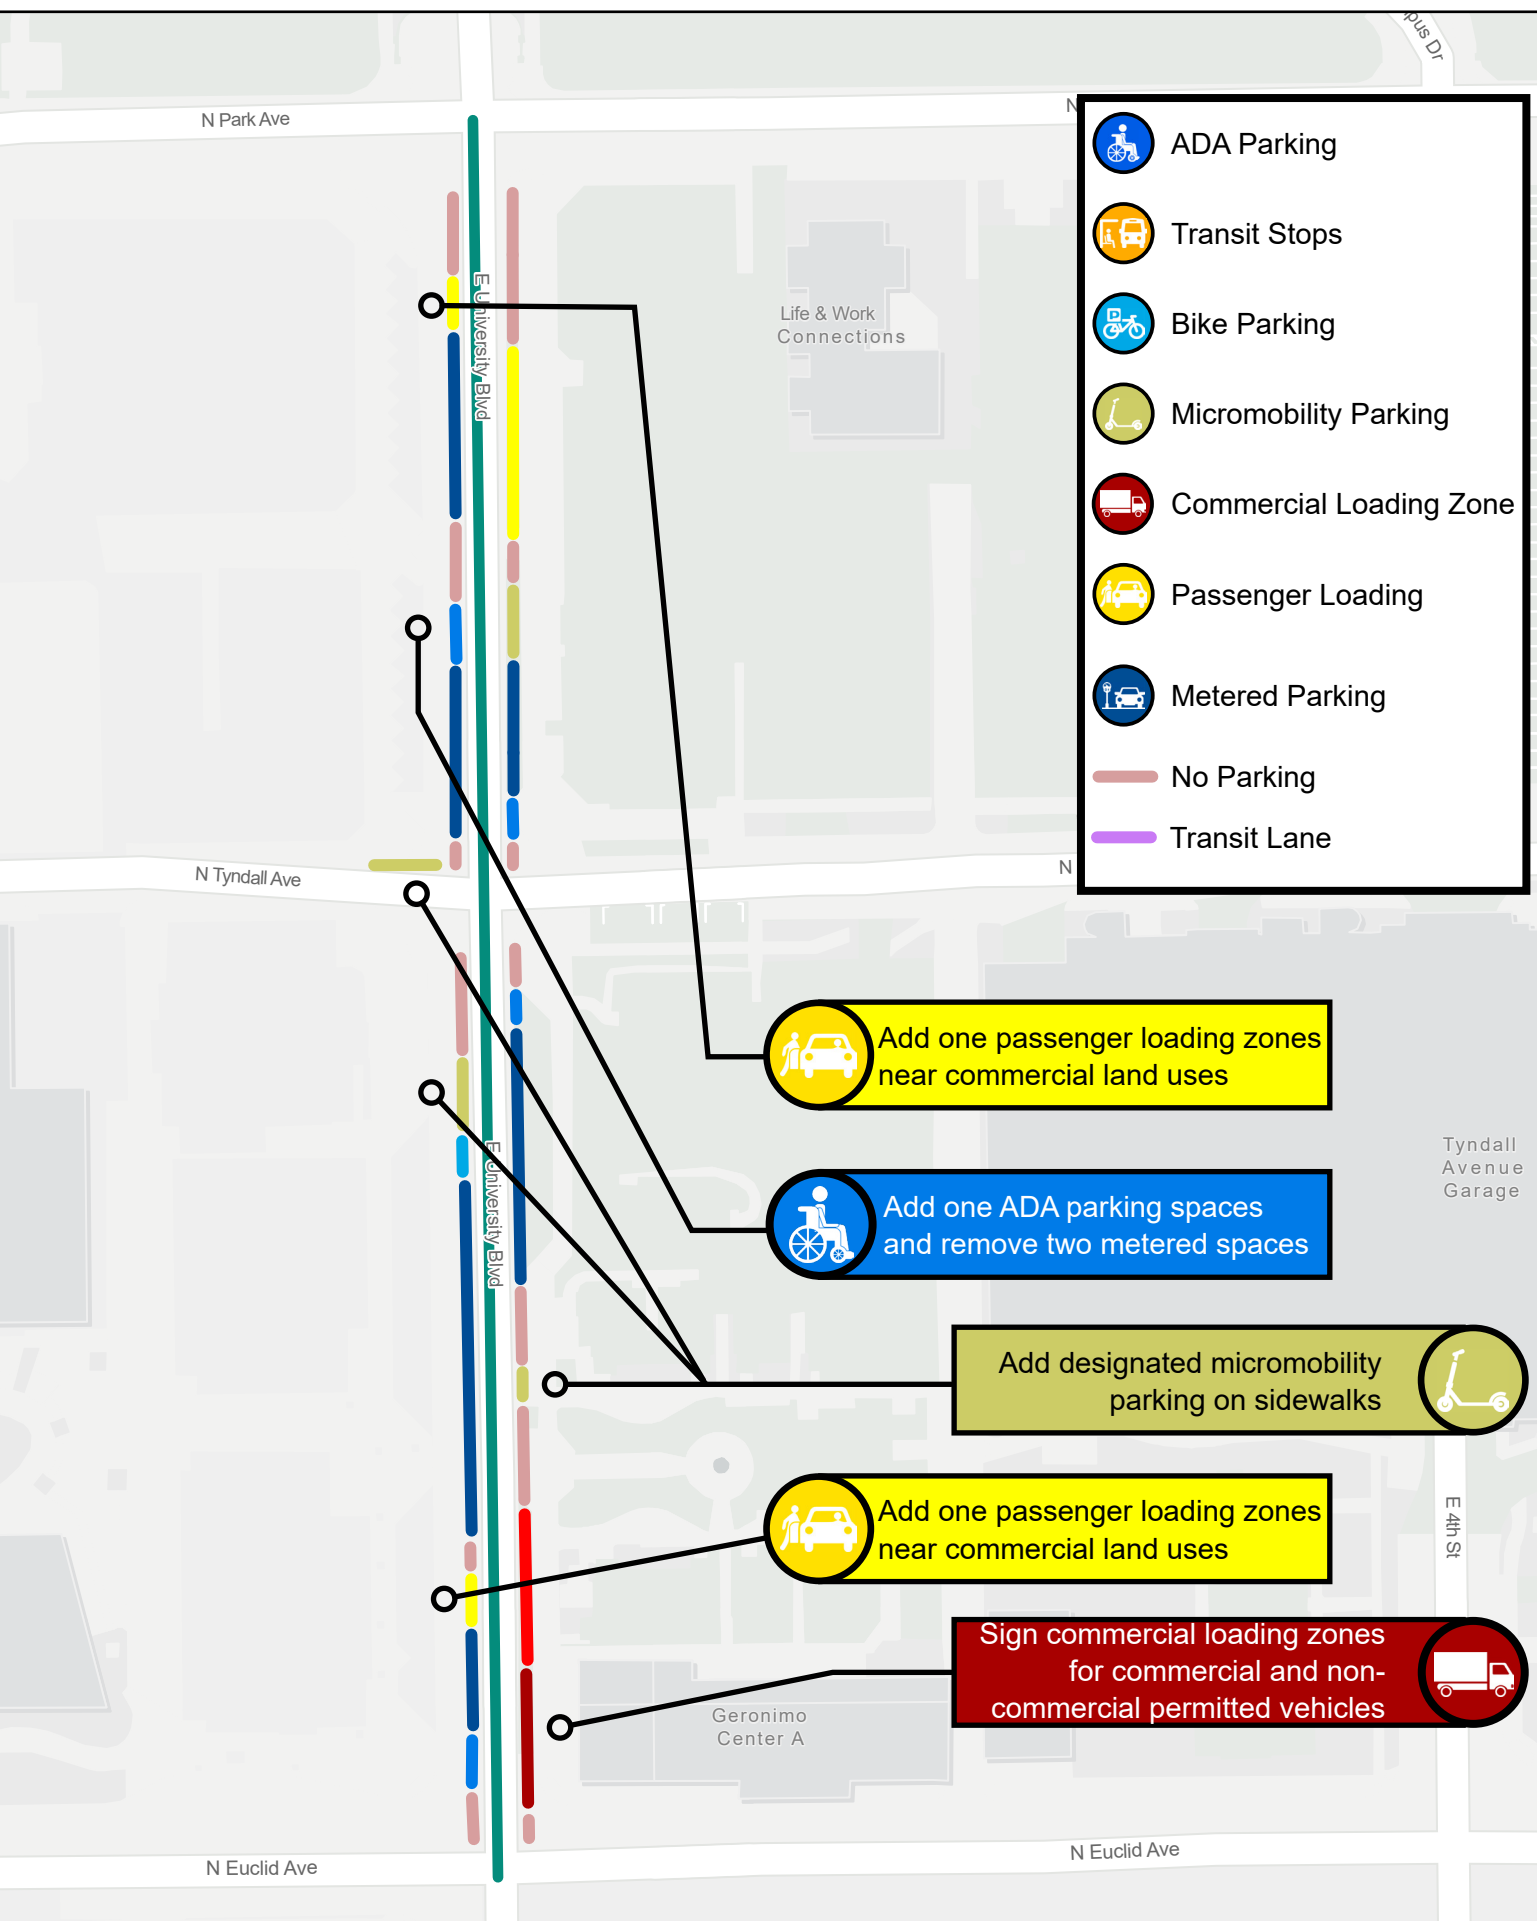 pus Dr
N Park Ave
N
ADA Parking
Transit Stops
Bike Parking
Micromobility Parking
Commercial Loading Zone
Passenger Loading
Metered Parking
No Parking
Transit Lane
E University Blvd
Life & Work
Connections
N Tyndall Ave
N
Add one passenger loading zones
near commercial land uses
Tyndall
Avenue
Garage
E University Blvd
Add one ADA parking spaces
and remove two metered spaces
Add designated micromobility
parking on sidewalks
Add one passenger loading zones
near commercial land uses
E 4th St
Sign commercial loading zones
for commercial and non-
commercial permitted vehicles
Geronimo
Center A
N Euclid Ave
N Euclid Ave